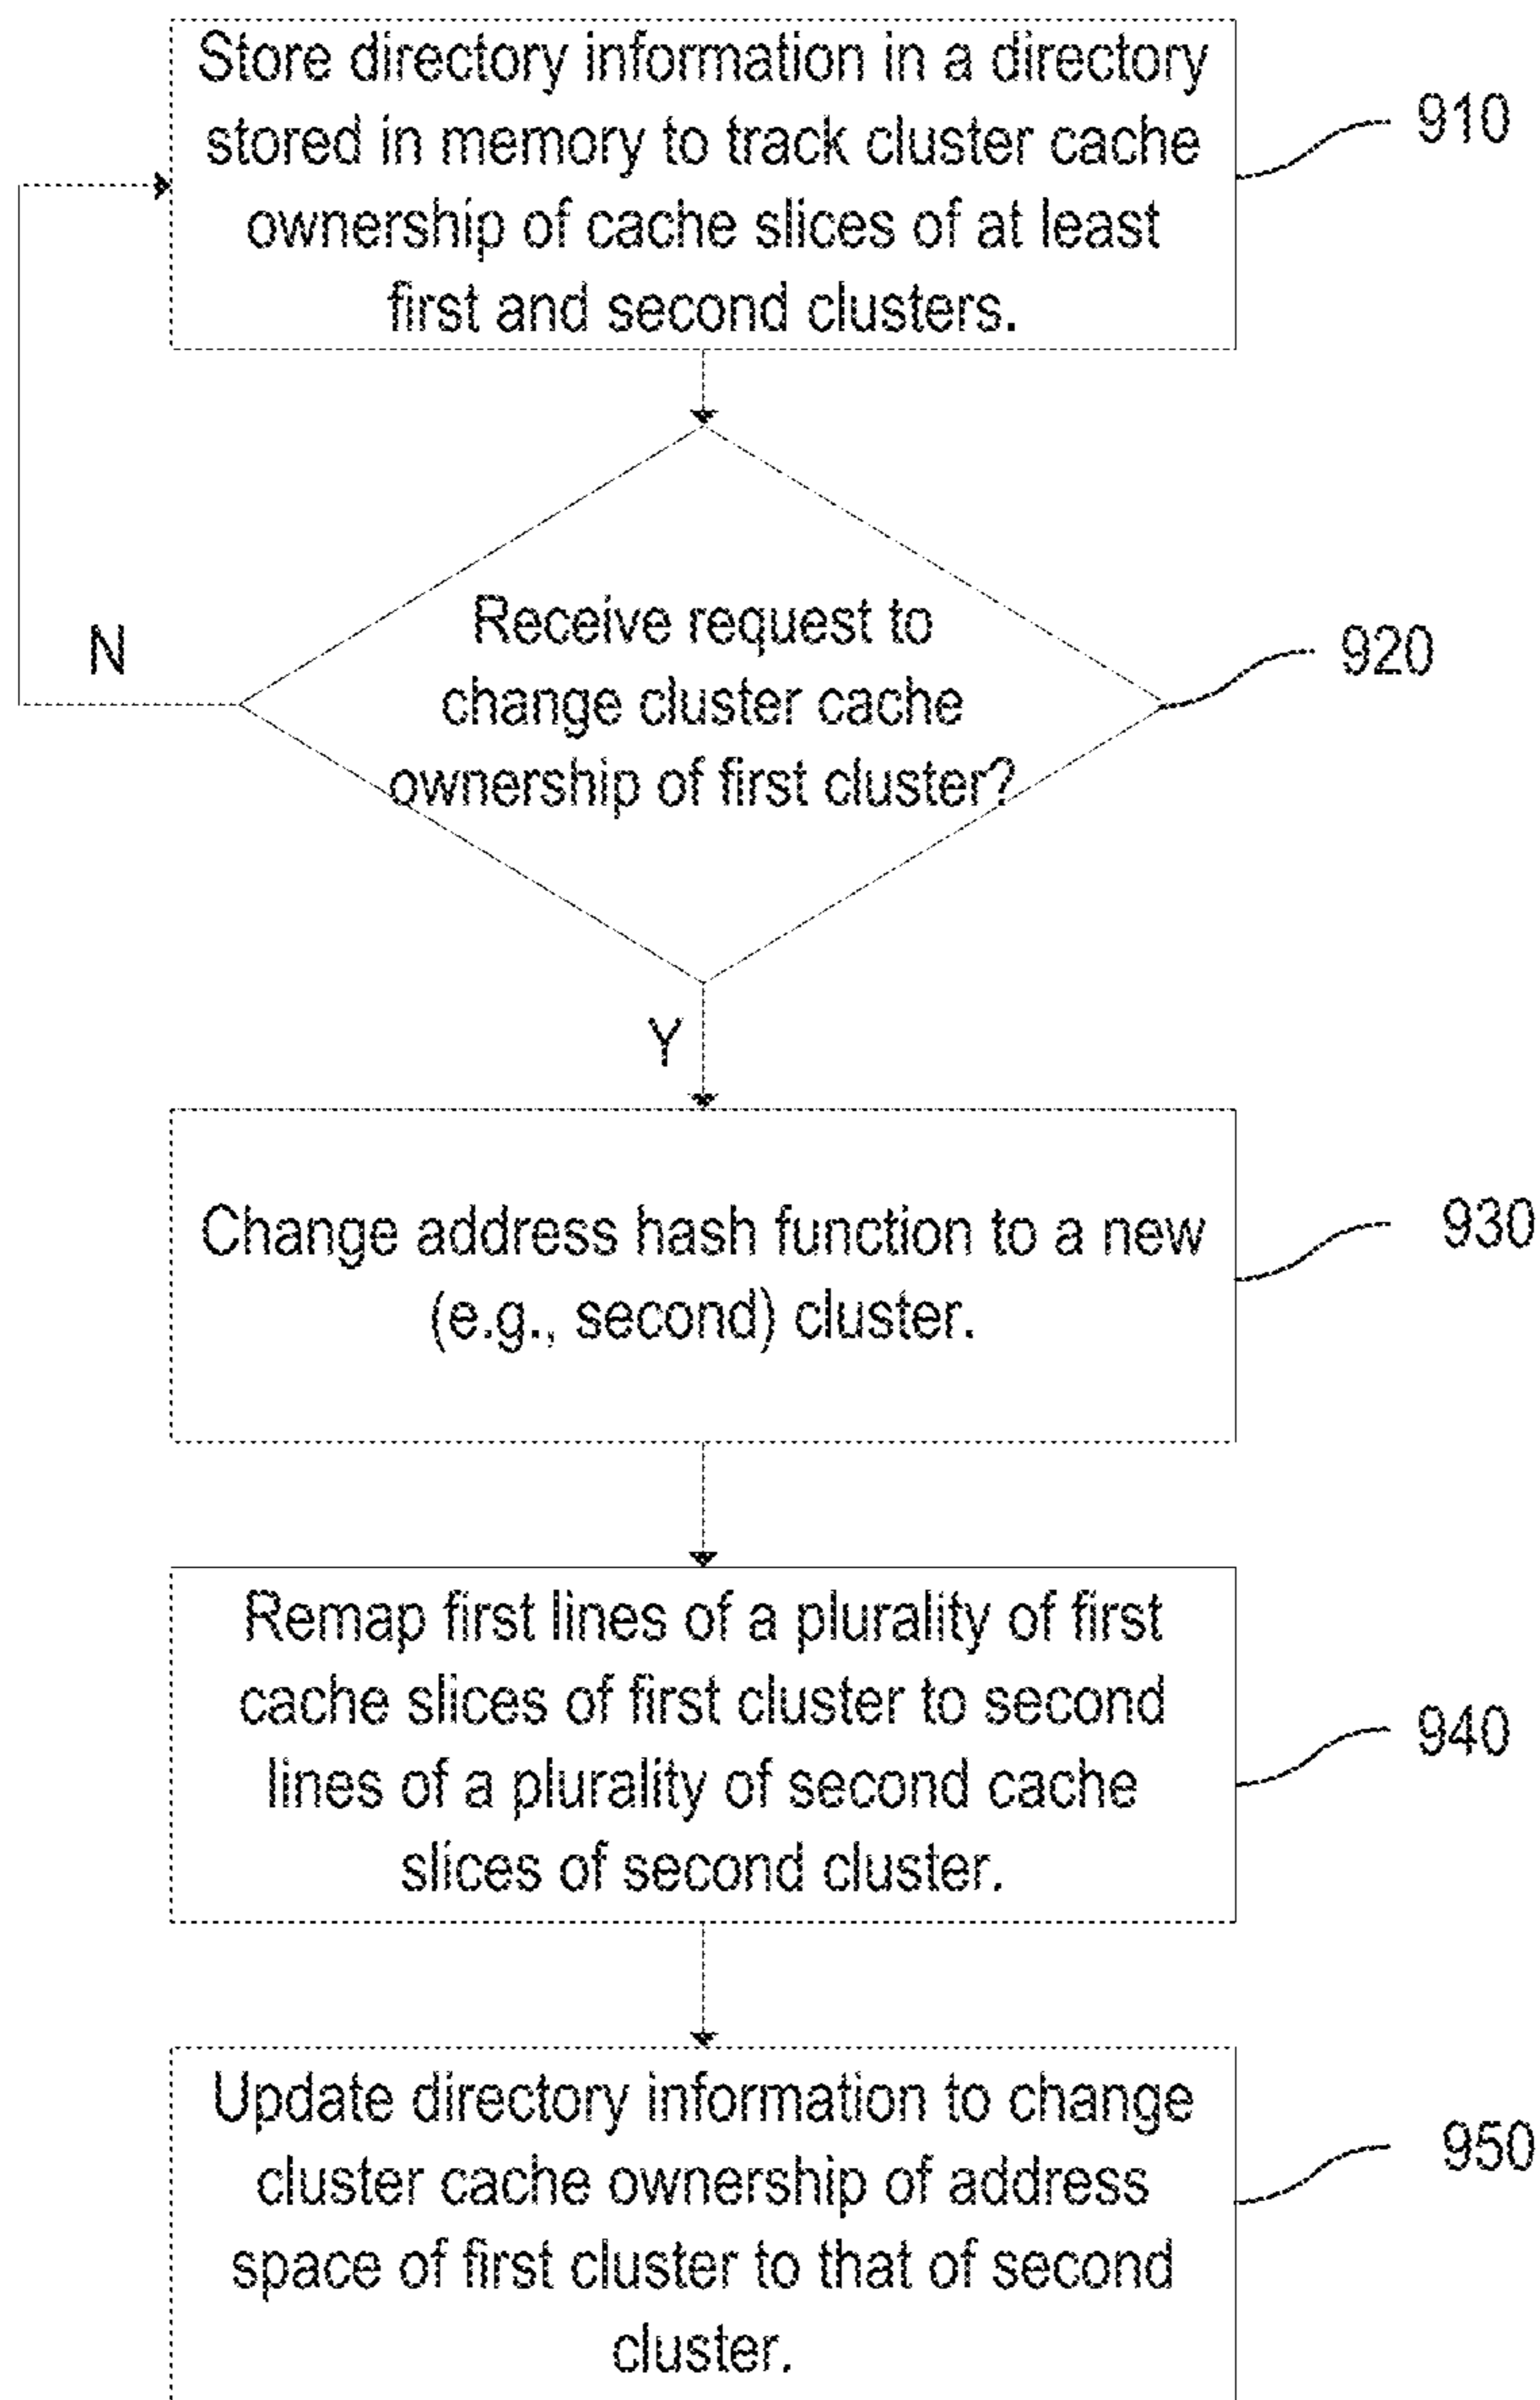 Store directory information in a directory
stored in memory to track cluster cache
ownership of cache slices of at least
first and second clusters.
910
Receive request to
change cluster cache
ownership of first cluster?
920
N
Y
Change address hash function to a new
(e.g., second) cluster.
930
Remap first lines of a plurality of first
cache slices of first cluster to second
lines of a plurality of second cache
slices of second cluster.
940
Update directory information to change
cluster cache ownership of address
space of first cluster to that of second
cluster.
950